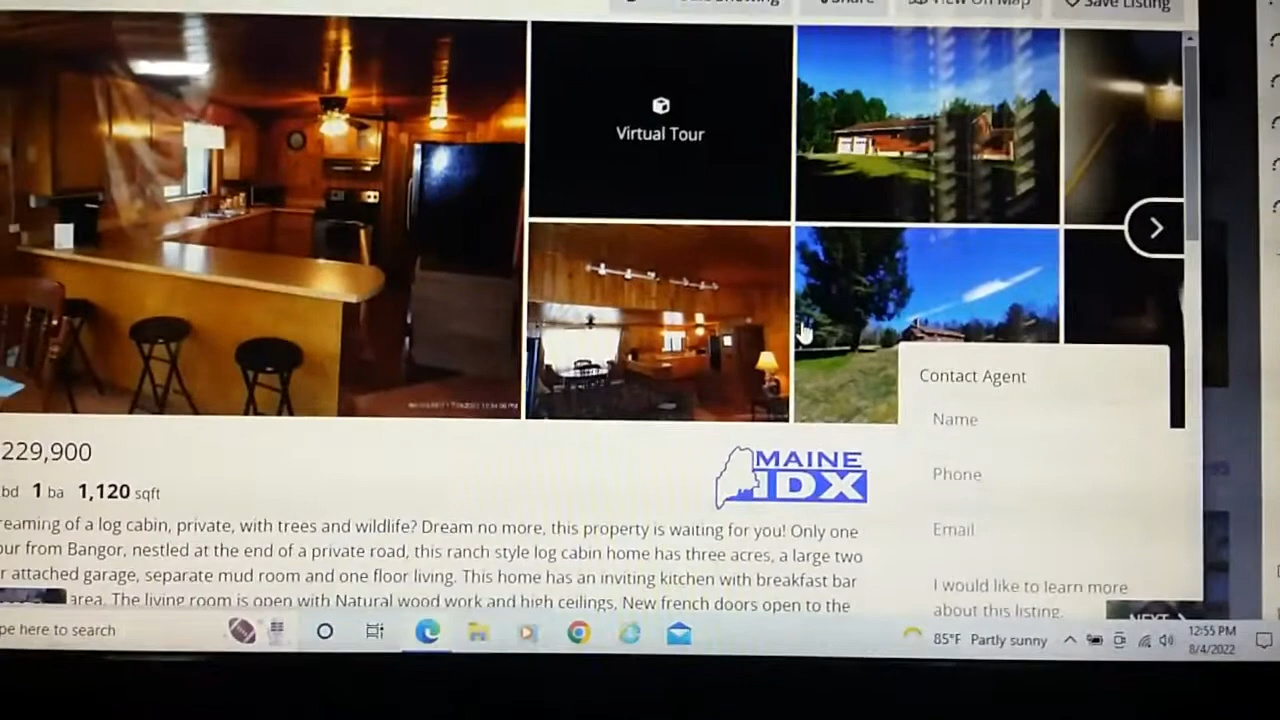 Share
View On Map
Save Listing
Virtual Tour
229,900
bd 1 ba 1,120 sqft
MAINE
IDX
reaming of a log cabin, private, with trees and wildlife? Dream no more, this property is waiting for you! Only one
our from Bangor, nestled at the end of a private road, this ranch style log cabin home has three acres, a large two
r attached garage, separate mud room and one floor living. This home has an inviting kitchen with breakfast bar
area. The living room is open with Natural wood work and high ceilings. New french doors open to the
Contact Agent
Name
Phone
Email
I would like to learn more
about this listing.
NEXT
pe here to search
85°F Partly sunny
12:55 PM
8/4/2022